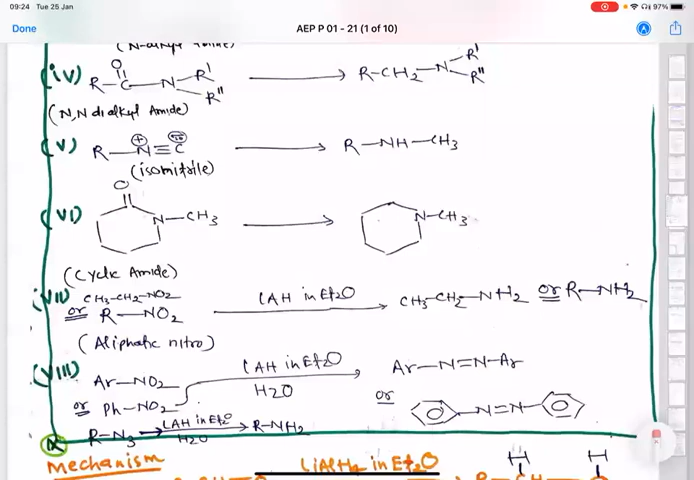 09:24 Tue 25 Jan
97%
Done
AEP P 01 - 21 (1 of 10)
(iv) R-C-N R' R" O → R-CH2-N R' R"
(N,N dialkyl Amide)
(v) R-N≡C → R-NH-CH3
(isonitrile)
(vi) O N-CH3 → N-CH3
(Cyclic Amide)
(vii) CH3-CH2-NO2
or R-NO2 LAH in Et2O → CH3-CH2-NH2 or R-NH2
(Aliphatic nitro)
(viii) Ar-NO2 LAH in Et2O → Ar-N=N-Ar
or Ph-NO2 H2O or -N=N-
ix R-N3 LAH in Et2O H2O → R-NH2
Mechanism
LiAlH4 in Et2O
H H